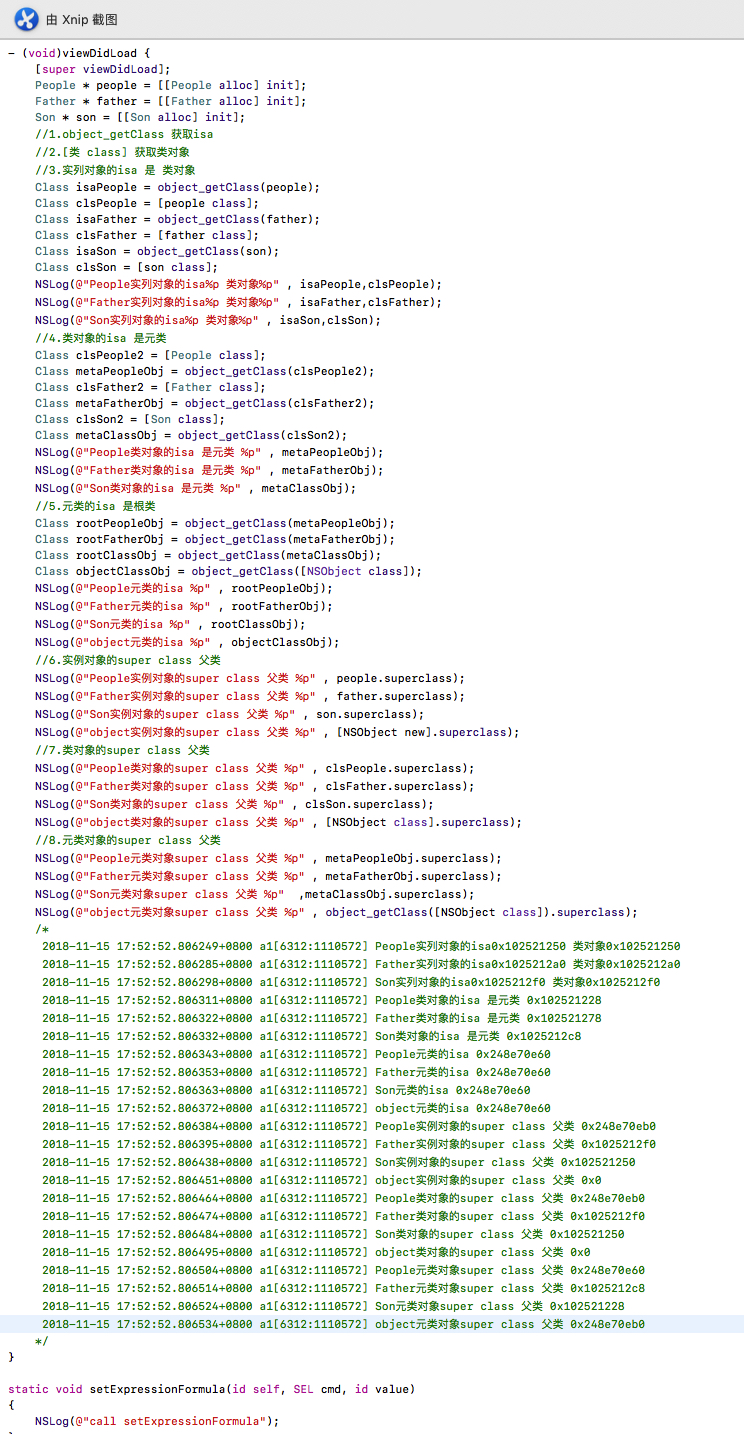 由 Xnip 截图
- (void)viewDidLoad {
    [super viewDidLoad];
    People * people = [[People alloc] init];
    Father * father = [[Father alloc] init];
    Son * son = [[Son alloc] init];
    //1.object_getClass 获取isa
    //2.[类 class] 获取类对象
    //3.实列对象的isa 是 类对象
    Class isaPeople = object_getClass(people);
    Class clsPeople = [people class];
    Class isaFather = object_getClass(father);
    Class clsFather = [father class];
    Class isaSon = object_getClass(son);
    Class clsSon = [son class];
    NSLog(@"People实列对象的isa%p 类对象%p" , isaPeople,clsPeople);
    NSLog(@"Father实列对象的isa%p 类对象%p" , isaFather,clsFather);
    NSLog(@"Son实列对象的isa%p 类对象%p" , isaSon,clsSon);
    //4.类对象的isa 是元类
    Class clsPeople2 = [People class];
    Class metaPeopleObj = object_getClass(clsPeople2);
    Class clsFather2 = [Father class];
    Class metaFatherObj = object_getClass(clsFather2);
    Class clsSon2 = [Son class];
    Class metaClassObj = object_getClass(clsSon2);
    NSLog(@"People类对象的isa 是元类 %p" , metaPeopleObj);
    NSLog(@"Father类对象的isa 是元类 %p" , metaFatherObj);
    NSLog(@"Son类对象的isa 是元类 %p" , metaClassObj);
    //5.元类的isa 是根类
    Class rootPeopleObj = object_getClass(metaPeopleObj);
    Class rootFatherObj = object_getClass(metaFatherObj);
    Class rootClassObj = object_getClass(metaClassObj);
    Class objectClassObj = object_getClass([NSObject class]);
    NSLog(@"People元类的isa %p" , rootPeopleObj);
    NSLog(@"Father元类的isa %p" , rootFatherObj);
    NSLog(@"Son元类的isa %p" , rootClassObj);
    NSLog(@"object元类的isa %p" , objectClassObj);
    //6.实例对象的super class 父类
    NSLog(@"People实例对象的super class 父类 %p" , people.superclass);
    NSLog(@"Father实例对象的super class 父类 %p" , father.superclass);
    NSLog(@"Son实例对象的super class 父类 %p" , son.superclass);
    NSLog(@"object实例对象的super class 父类 %p" , [NSObject new].superclass);
    //7.类对象的super class 父类
    NSLog(@"People类对象的super class 父类 %p" , clsPeople.superclass);
    NSLog(@"Father类对象的super class 父类 %p" , clsFather.superclass);
    NSLog(@"Son类对象的super class 父类 %p" , clsSon.superclass);
    NSLog(@"object类对象的super class 父类 %p" , [NSObject class].superclass);
    //8.元类对象的super class 父类
    NSLog(@"People元类对象super class 父类 %p" , metaPeopleObj.superclass);
    NSLog(@"Father元类对象super class 父类 %p" , metaFatherObj.superclass);
    NSLog(@"Son元类对象super class 父类 %p"  ,metaClassObj.superclass);
    NSLog(@"object元类对象super class 父类 %p" , object_getClass([NSObject class]).superclass);
    /*
     2018-11-15 17:52:52.806249+0800 a1[6312:1110572] People实列对象的isa0x102521250 类对象0x102521250
     2018-11-15 17:52:52.806285+0800 a1[6312:1110572] Father实列对象的isa0x1025212a0 类对象0x1025212a0
     2018-11-15 17:52:52.806298+0800 a1[6312:1110572] Son实列对象的isa0x1025212f0 类对象0x1025212f0
     2018-11-15 17:52:52.806311+0800 a1[6312:1110572] People类对象的isa 是元类 0x102521228
     2018-11-15 17:52:52.806322+0800 a1[6312:1110572] Father类对象的isa 是元类 0x102521278
     2018-11-15 17:52:52.806332+0800 a1[6312:1110572] Son类对象的isa 是元类 0x1025212c8
     2018-11-15 17:52:52.806343+0800 a1[6312:1110572] People元类的isa 0x248e70e60
     2018-11-15 17:52:52.806353+0800 a1[6312:1110572] Father元类的isa 0x248e70e60
     2018-11-15 17:52:52.806363+0800 a1[6312:1110572] Son元类的isa 0x248e70e60
     2018-11-15 17:52:52.806372+0800 a1[6312:1110572] object元类的isa 0x248e70e60
     2018-11-15 17:52:52.806384+0800 a1[6312:1110572] People实例对象的super class 父类 0x248e70eb0
     2018-11-15 17:52:52.806395+0800 a1[6312:1110572] Father实例对象的super class 父类 0x1025212f0
     2018-11-15 17:52:52.806438+0800 a1[6312:1110572] Son实例对象的super class 父类 0x102521250
     2018-11-15 17:52:52.806451+0800 a1[6312:1110572] object实例对象的super class 父类 0x0
     2018-11-15 17:52:52.806464+0800 a1[6312:1110572] People类对象的super class 父类 0x248e70eb0
     2018-11-15 17:52:52.806474+0800 a1[6312:1110572] Father类对象的super class 父类 0x1025212f0
     2018-11-15 17:52:52.806484+0800 a1[6312:1110572] Son类对象的super class 父类 0x102521250
     2018-11-15 17:52:52.806495+0800 a1[6312:1110572] object类对象的super class 父类 0x0
     2018-11-15 17:52:52.806504+0800 a1[6312:1110572] People元类对象super class 父类 0x248e70e60
     2018-11-15 17:52:52.806514+0800 a1[6312:1110572] Father元类对象super class 父类 0x1025212c8
     2018-11-15 17:52:52.806524+0800 a1[6312:1110572] Son元类对象super class 父类 0x102521228
     2018-11-15 17:52:52.806534+0800 a1[6312:1110572] object元类对象super class 父类 0x248e70eb0
    */
}
static void setExpressionFormula(id self, SEL cmd, id value)
{
    NSLog(@"call setExpressionFormula");